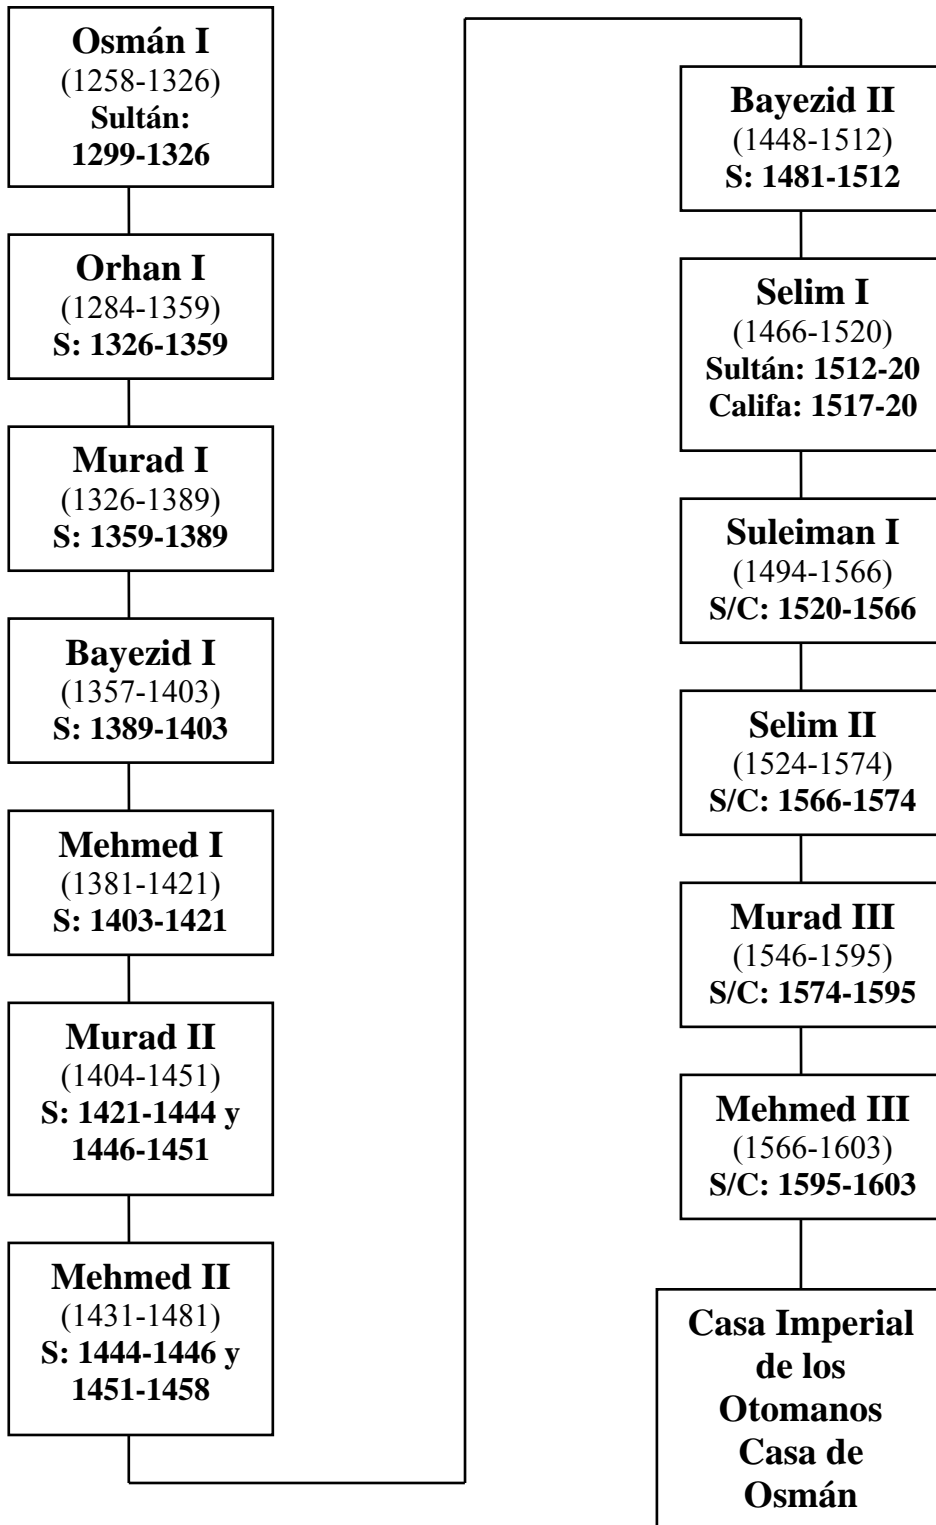 Osmán I
(1258-1326)
Sultán:
1299-1326
Orhan I
(1284-1359)
S: 1326-1359
Murad I
(1326-1389)
S: 1359-1389
Bayezid I
(1357-1403)
S: 1389-1403
Mehmed I
(1381-1421)
S: 1403-1421
Murad II
(1404-1451)
S: 1421-1444 y
1446-1451
Mehmed II
(1431-1481)
S: 1444-1446 y
1451-1458
Bayezid II
(1448-1512)
S: 1481-1512
Selim I
(1466-1520)
Sultán: 1512-20
Califa: 1517-20
Suleiman I
(1494-1566)
S/C: 1520-1566
Selim II
(1524-1574)
S/C: 1566-1574
Murad III
(1546-1595)
S/C: 1574-1595
Mehmed III
(1566-1603)
S/C: 1595-1603
Casa Imperial
de los
Otomanos
Casa de
Osmán